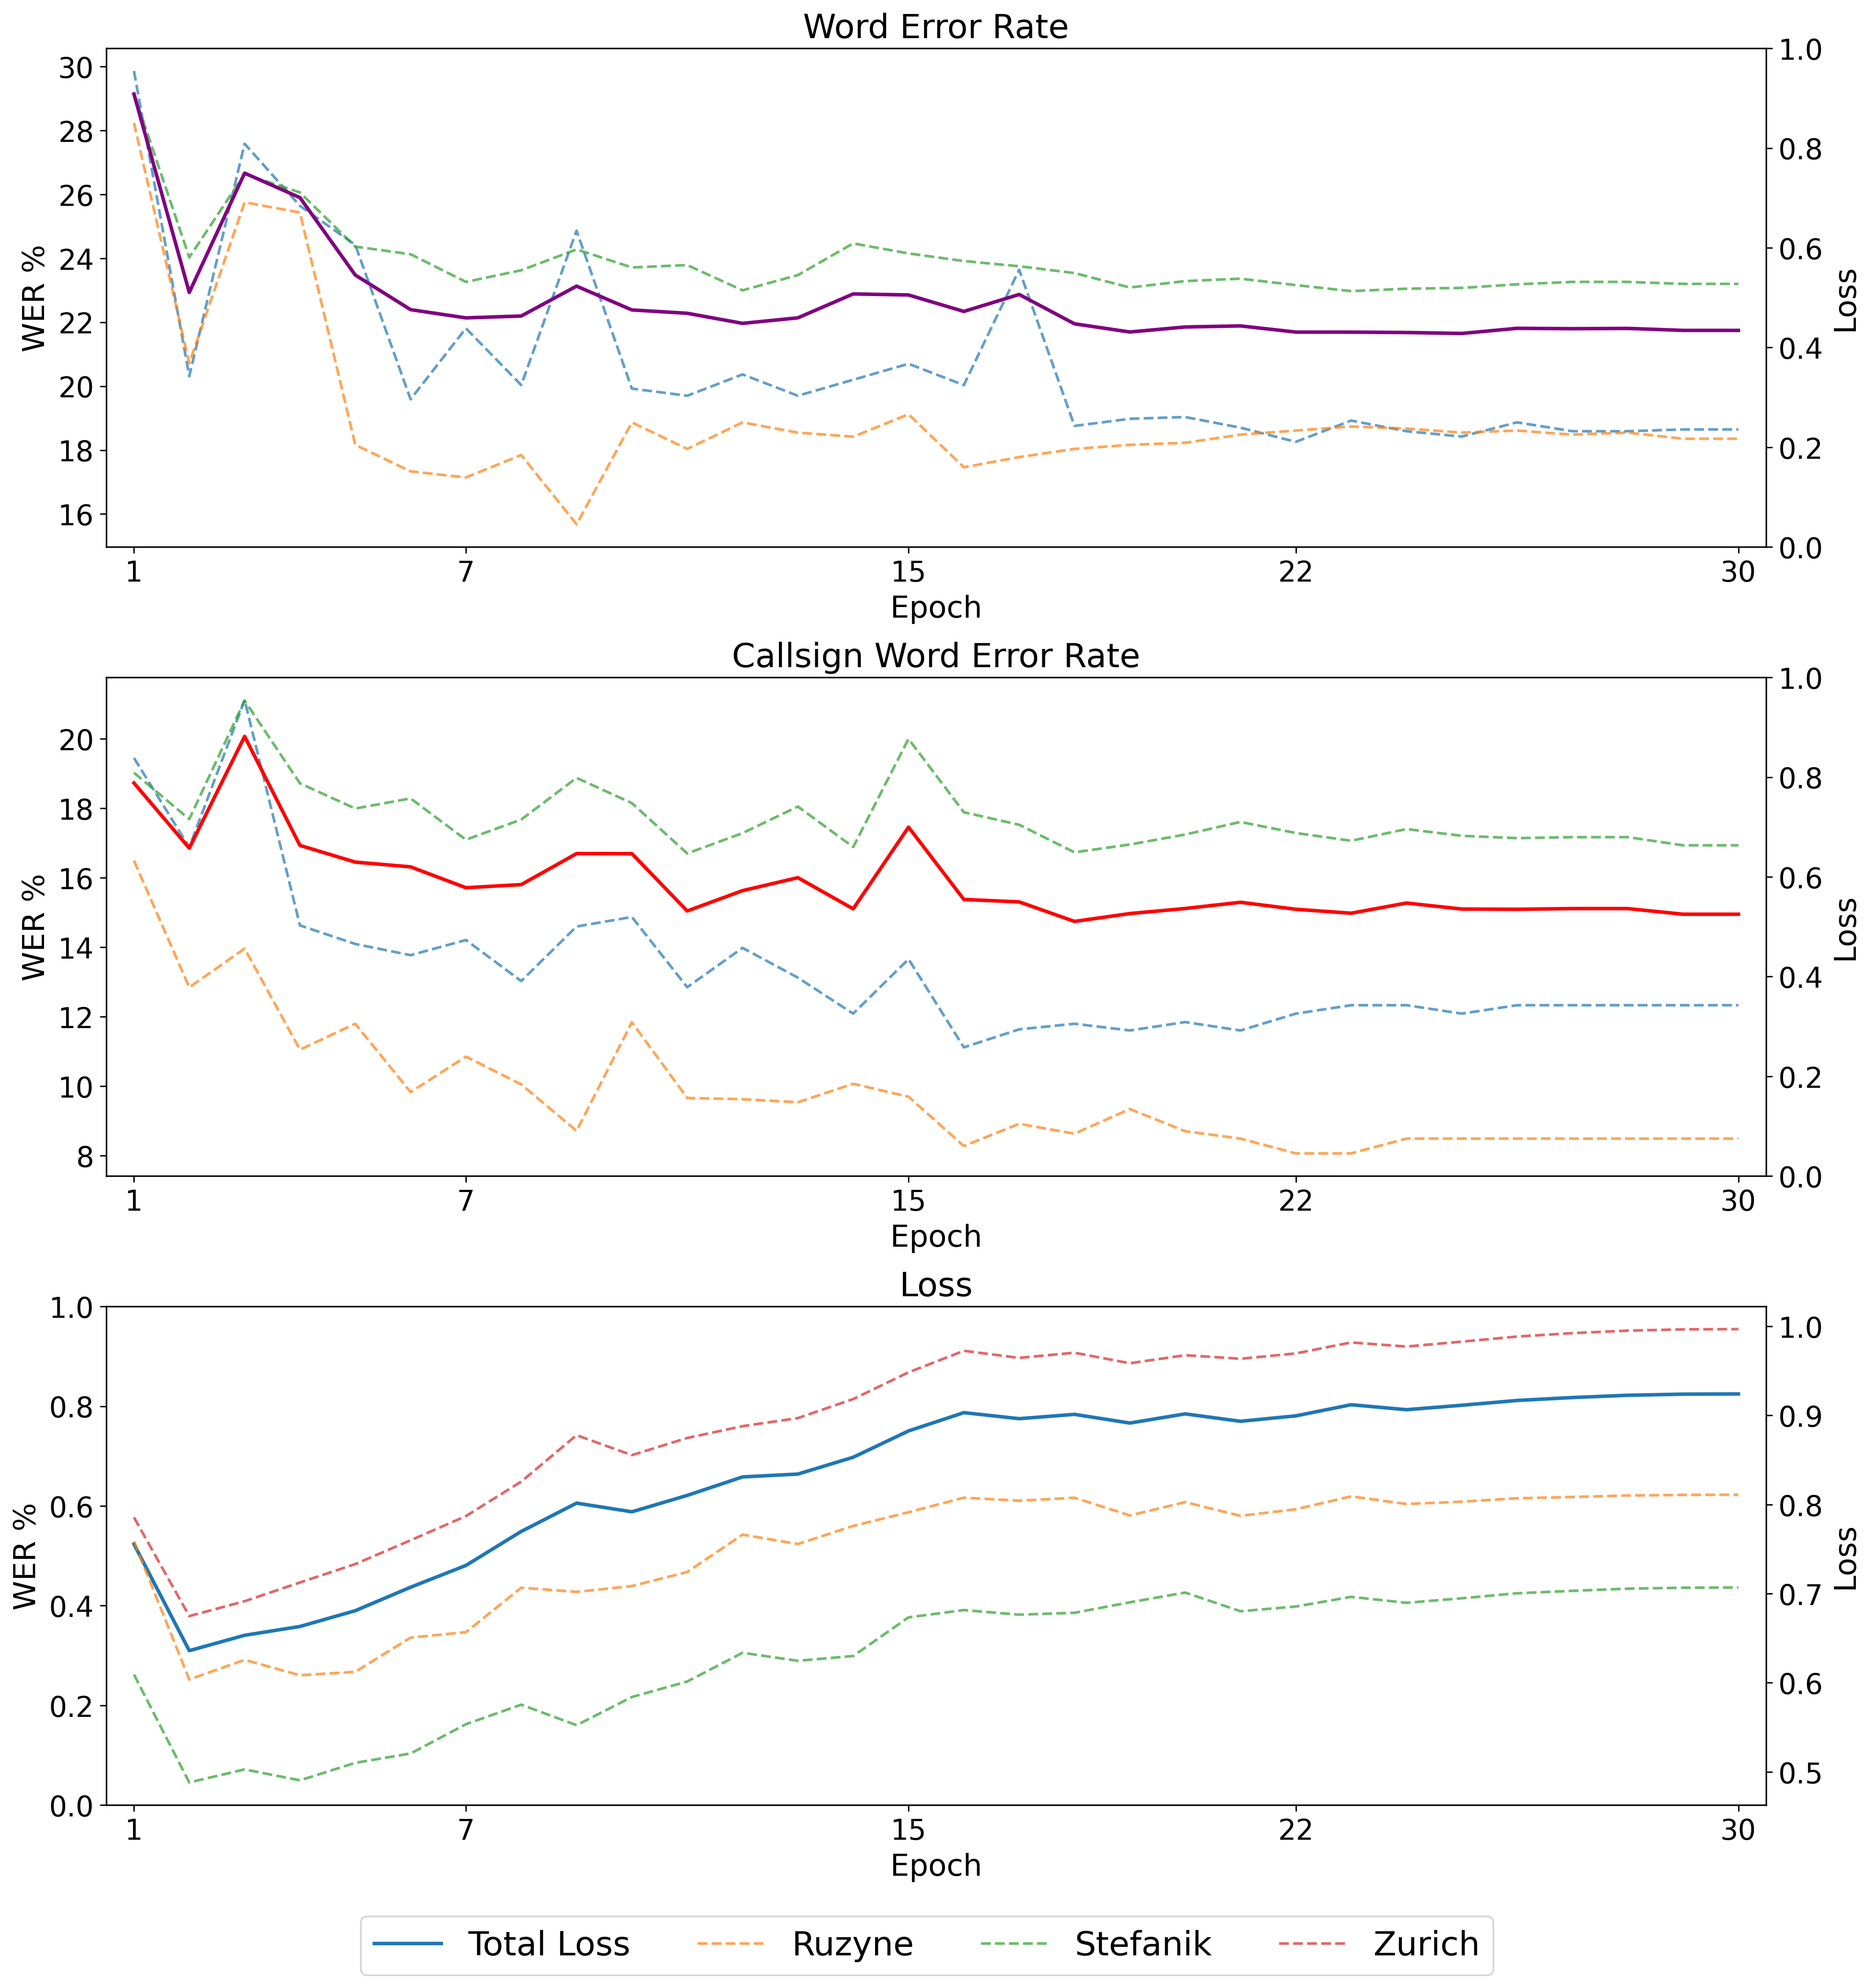 Word Error Rate
30
28
26
24
22
20
18
16
WER %
1.0
0.8
0.6
0.4
0.2
0.0
Loss
1 7 15 22 30
Epoch
Callsign Word Error Rate
20
18
16
14
12
10
8
WER %
1.0
0.8
0.6
0.4
0.2
0.0
Loss
1 7 15 22 30
Epoch
Loss
1.0
0.8
0.6
0.4
0.2
0.0
WER %
1.0
0.9
0.8
0.7
0.6
0.5
Loss
1 7 15 22 30
Epoch
Total Loss Ruzyne Stefanik Zurich